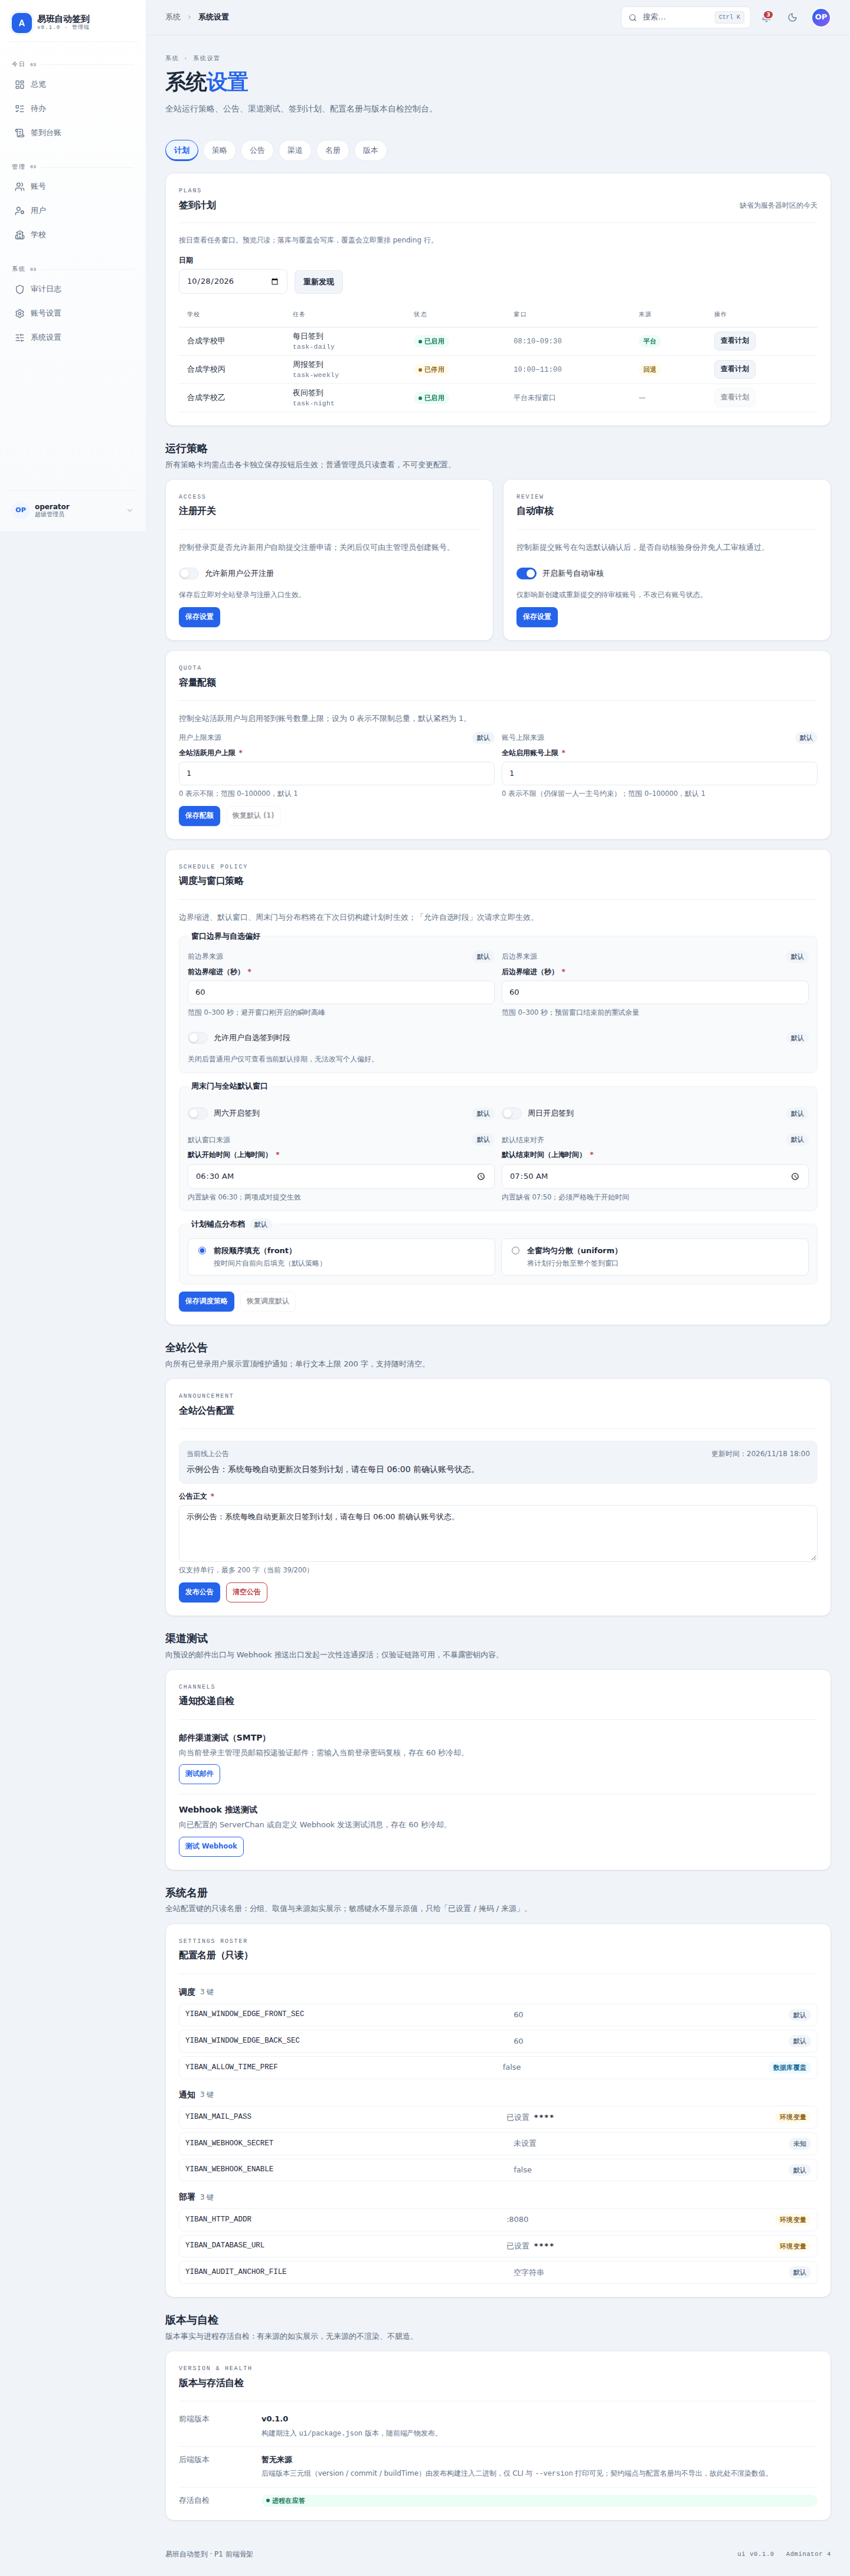 A
易班自动签到
v0.1.0 · 管理端
今日 03
总览
待办
签到台账
管理 03
账号
用户
学校
系统 03
审计日志
账号设置
系统设置
OP
operator
超级管理员
系统 › 系统设置
搜索…
Ctrl K
3
OP
系统 · 系统设置
系统设置
全站运行策略、公告、渠道测试、签到计划、配置名册与版本自检控制台。
计划 策略 公告 渠道 名册 版本
PLANS
签到计划
缺省为服务器时区的今天
按日查看任务窗口。预览只读；落库与覆盖会写库，覆盖会立即重排 pending 行。
日期
10/28/2026
重新发现
学校 任务 状态 窗口 来源 操作
合成学校甲 每日签到 已启用 08:10—09:30 平台 查看计划
task-daily
合成学校丙 周报签到 已停用 10:00—11:00 回退 查看计划
task-weekly
合成学校乙 夜间签到 已启用 平台未报窗口 — 查看计划
task-night
运行策略
所有策略卡均需点击各卡独立保存按钮后生效；普通管理员只读查看，不可变更配置。
ACCESS
注册开关
控制登录页是否允许新用户自助提交注册申请；关闭后仅可由主管理员创建账号。
允许新用户公开注册
保存后立即对全站登录与注册入口生效。
保存设置
REVIEW
自动审核
控制新提交账号在勾选默认确认后，是否自动核验身份并免人工审核通过。
开启新号自动审核
仅影响新创建或重新提交的待审核账号，不改已有账号状态。
保存设置
QUOTA
容量配额
控制全站活跃用户与启用签到账号数量上限；设为 0 表示不限制总量，默认紧档为 1。
用户上限来源 默认
全站活跃用户上限 *
1
0 表示不限；范围 0–100000，默认 1
账号上限来源 默认
全站启用账号上限 *
1
0 表示不限（仍保留一人一主号约束）；范围 0–100000，默认 1
保存配额 恢复默认 (1)
SCHEDULE POLICY
调度与窗口策略
边界缩进、默认窗口、周末门与分布档将在下次日切构建计划时生效；「允许自选时段」次请求立即生效。
窗口边界与自选偏好
前边界来源 默认
前边界缩进（秒） *
60
范围 0–300 秒；避开窗口刚开启的瞬时高峰
后边界来源 默认
后边界缩进（秒） *
60
范围 0–300 秒；预留窗口结束前的重试余量
允许用户自选签到时段 默认
关闭后普通用户仅可查看当前默认排期，无法改写个人偏好。
周末门与全站默认窗口
周六开启签到 默认
周日开启签到 默认
默认窗口来源 默认
默认开始时间（上海时间） *
06:30 AM
内置缺省 06:30；两项成对提交生效
默认结束对齐 默认
默认结束时间（上海时间） *
07:50 AM
内置缺省 07:50；必须严格晚于开始时间
计划铺点分布档 默认
前段顺序填充（front）
按时间片自前向后填充（默认策略）
全窗均匀分散（uniform）
将计划行分散至整个签到窗口
保存调度策略 恢复调度默认
全站公告
向所有已登录用户展示置顶维护通知；单行文本上限 200 字，支持随时清空。
ANNOUNCEMENT
全站公告配置
当前线上公告 更新时间：2026/11/18 18:00
示例公告：系统每晚自动更新次日签到计划，请在每日 06:00 前确认账号状态。
公告正文 *
示例公告：系统每晚自动更新次日签到计划，请在每日 06:00 前确认账号状态。
仅支持单行，最多 200 字（当前 39/200）
发布公告 清空公告
渠道测试
向预设的邮件出口与 Webhook 推送出口发起一次性连通探活；仅验证链路可用，不暴露密钥内容。
CHANNELS
通知投递自检
邮件渠道测试（SMTP）
向当前登录主管理员邮箱投递验证邮件；需输入当前登录密码复核，存在 60 秒冷却。
测试邮件
Webhook 推送测试
向已配置的 ServerChan 或自定义 Webhook 发送测试消息，存在 60 秒冷却。
测试 Webhook
系统名册
全站配置键的只读名册：分组、取值与来源如实展示；敏感键永不显示原值，只给「已设置 / 掩码 / 来源」。
SETTINGS ROSTER
配置名册（只读）
调度 3 键
YIBAN_WINDOW_EDGE_FRONT_SEC 60 默认
YIBAN_WINDOW_EDGE_BACK_SEC 60 默认
YIBAN_ALLOW_TIME_PREF false 数据库覆盖
通知 3 键
YIBAN_MAIL_PASS 已设置 **** 环境变量
YIBAN_WEBHOOK_SECRET 未设置 未知
YIBAN_WEBHOOK_ENABLE false 默认
部署 3 键
YIBAN_HTTP_ADDR :8080 环境变量
YIBAN_DATABASE_URL 已设置 **** 环境变量
YIBAN_AUDIT_ANCHOR_FILE 空字符串 默认
版本与自检
版本事实与进程存活自检：有来源的如实展示，无来源的不渲染、不臆造。
VERSION & HEALTH
版本与存活自检
前端版本 v0.1.0
构建期注入 ui/package.json 版本，随前端产物发布。
后端版本 暂无来源
后端版本三元组（version / commit / buildTime）由发布构建注入二进制，仅 CLI 与 --version 打印可见；契约端点与配置名册均不导出，故此处不渲染数值。
存活自检 进程在应答
易班自动签到 · P1 前端骨架
ui v0.1.0 Adminator 4